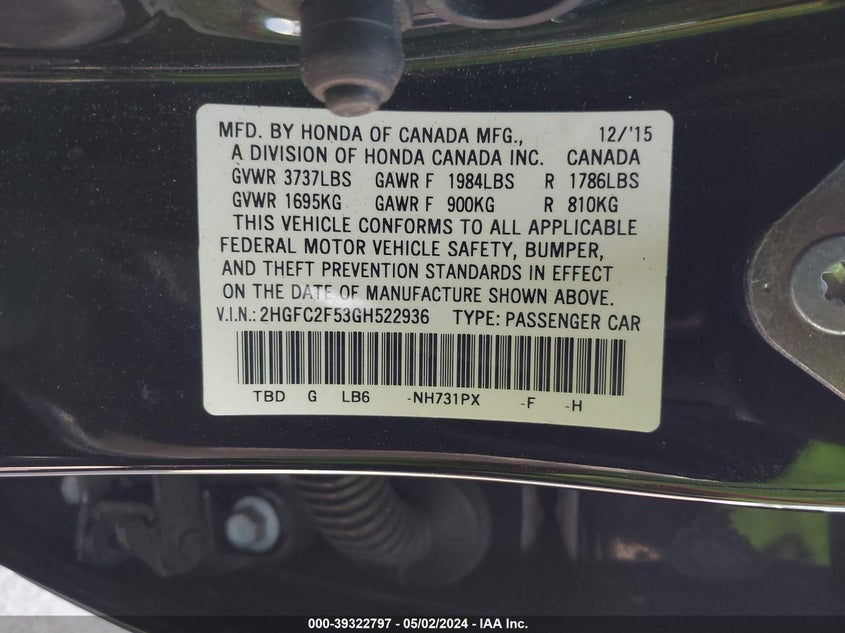 MFD. BY HONDA OF CANADA MFG., 12/'15
A DIVISION OF HONDA CANADA INC. CANADA
GVWR 3737LBS GAWR F 1984LBS R 1786LBS
GVWR 1695KG GAWR F 900KG R 810KG
THIS VEHICLE CONFORMS TO ALL APPLICABLE
FEDERAL MOTOR VEHICLE SAFETY, BUMPER,
AND THEFT PREVENTION STANDARDS IN EFFECT
ON THE DATE OF MANUFACTURE SHOWN ABOVE.
V.I.N.: 2HGFC2F53GH522936 TYPE: PASSENGER CAR
TBD G LB6 -NH731PX -F -H
000-39322797 - 05/02/2024 - IAA Inc.